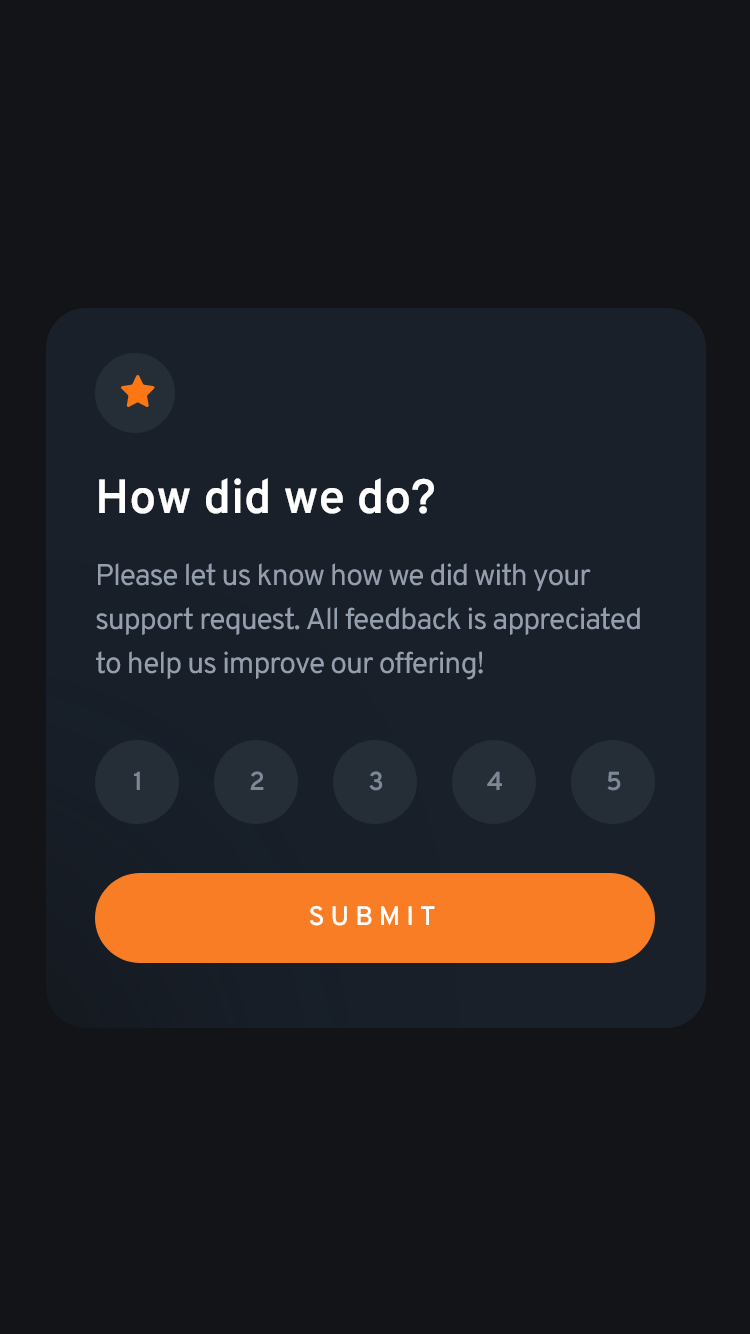 How did we do?
Please let us know how we did with your
support request. All feedback is appreciated
to help us improve our offering!
1 2 3 4 5
SUBMIT